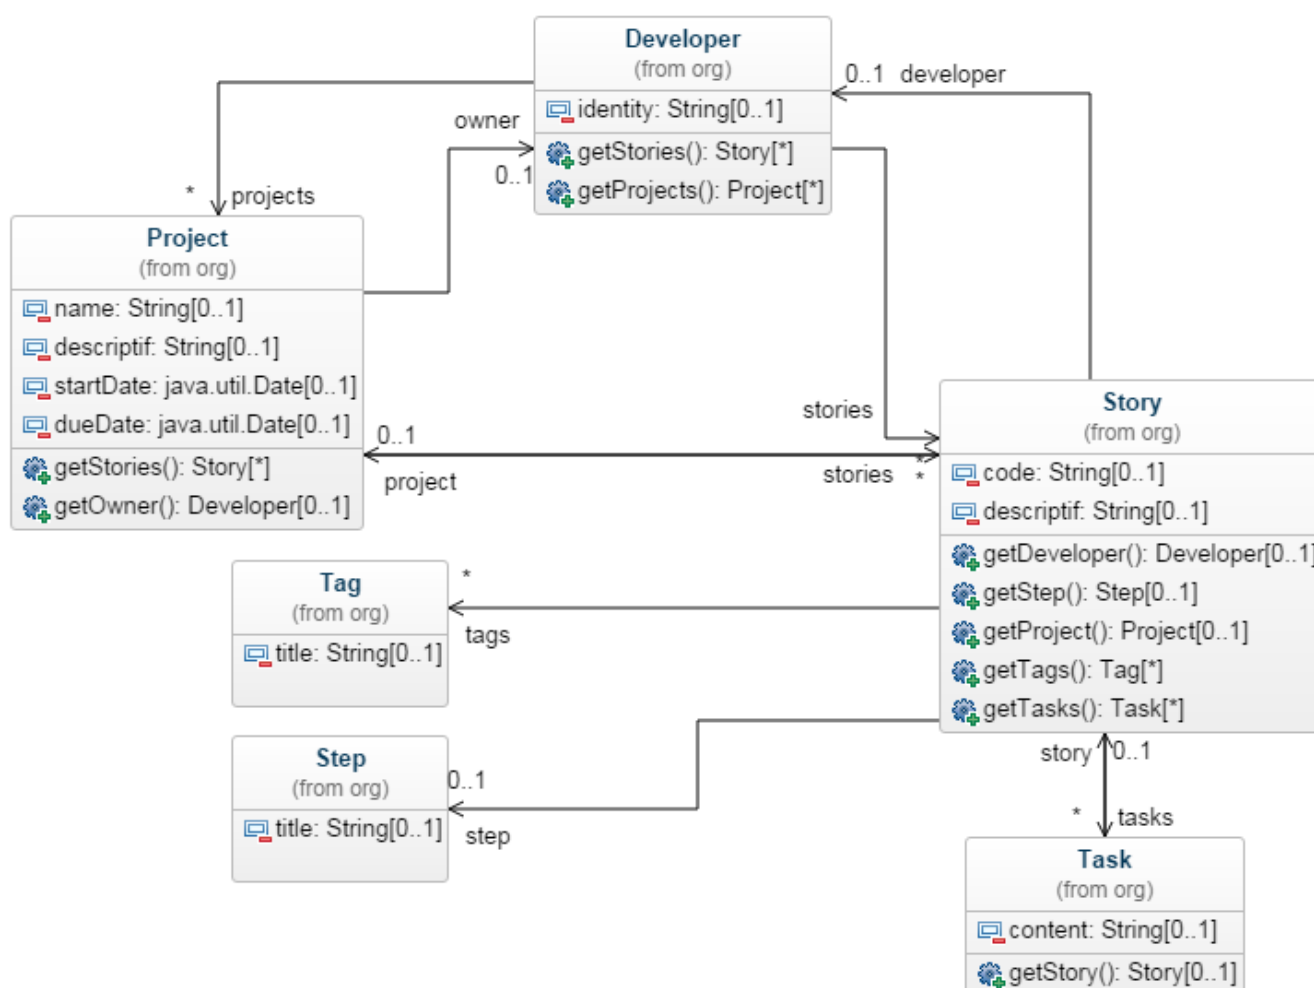 Developer
(from org)
identity: String[0..1]
getStories(): Story[*]
getProjects(): Project[*]
0..1 developer
owner
0..1
* projects
Project
(from org)
name: String[0..1]
descriptif: String[0..1]
startDate: java.util.Date[0..1]
dueDate: java.util.Date[0..1]
getStories(): Story[*]
getOwner(): Developer[0..1]
0..1
project
stories
*
stories *
Story
(from org)
code: String[0..1]
descriptif: String[0..1]
getDeveloper(): Developer[0..1]
getStep(): Step[0..1]
getProject(): Project[0..1]
getTags(): Tag[*]
getTasks(): Task[*]
Tag
(from org)
title: String[0..1]
*
tags
Step
(from org)
title: String[0..1]
0..1
step
story 0..1
* tasks
Task
(from org)
content: String[0..1]
getStory(): Story[0..1]